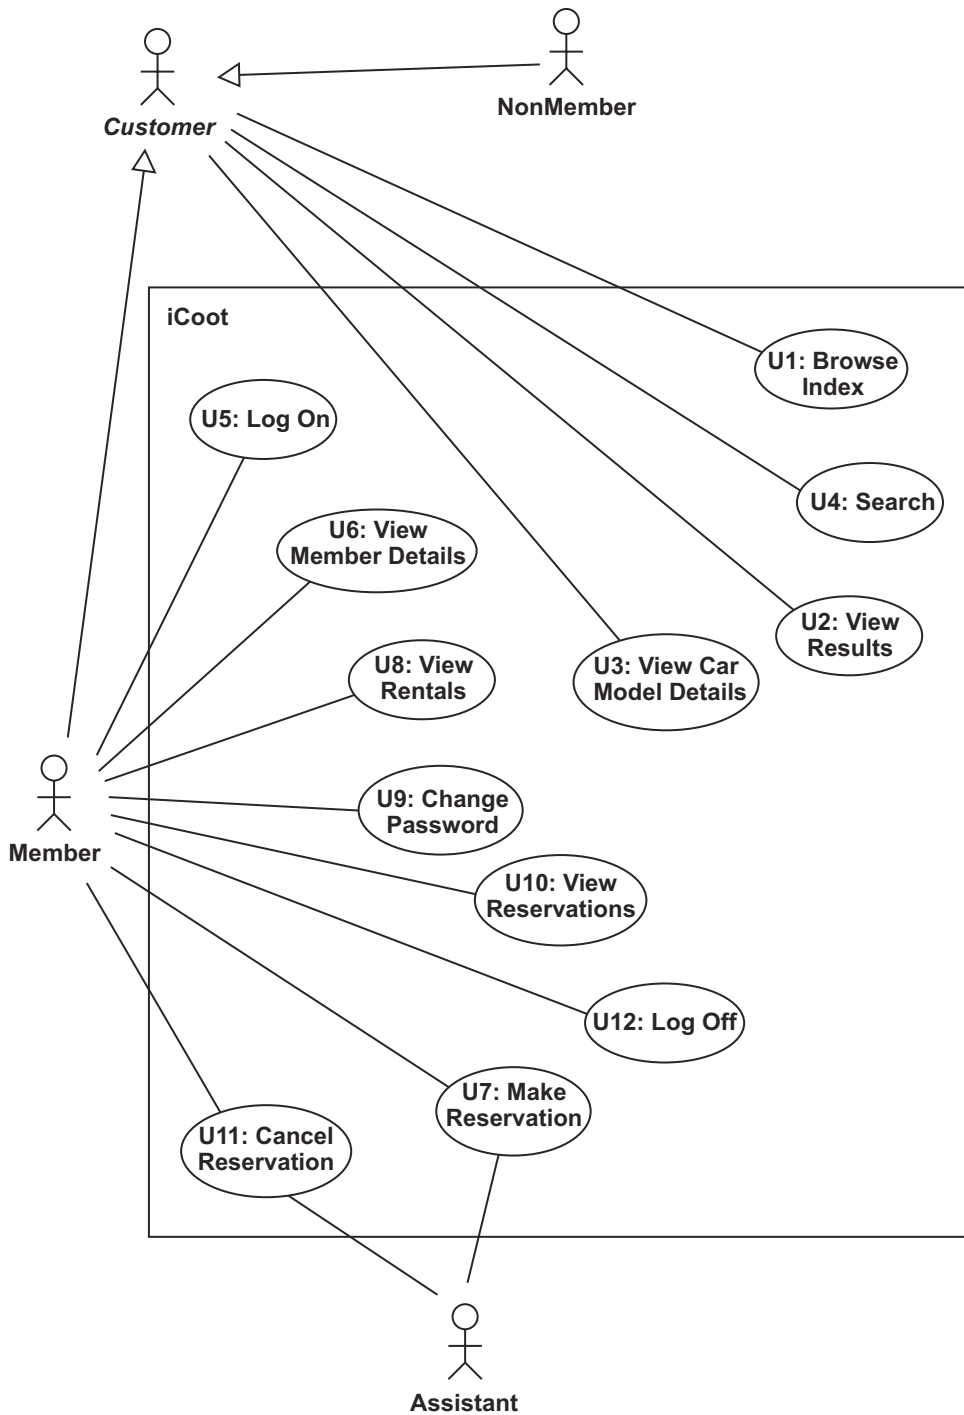 NonMember
Customer
iCoot
U1: Browse
Index
U5: Log On
U4: Search
U6: View
Member Details
U2: View
Results
U8: View
Rentals
U3: View Car
Model Details
U9: Change
Password
Member
U10: View
Reservations
U12: Log Off
U7: Make
Reservation
U11: Cancel
Reservation
Assistant